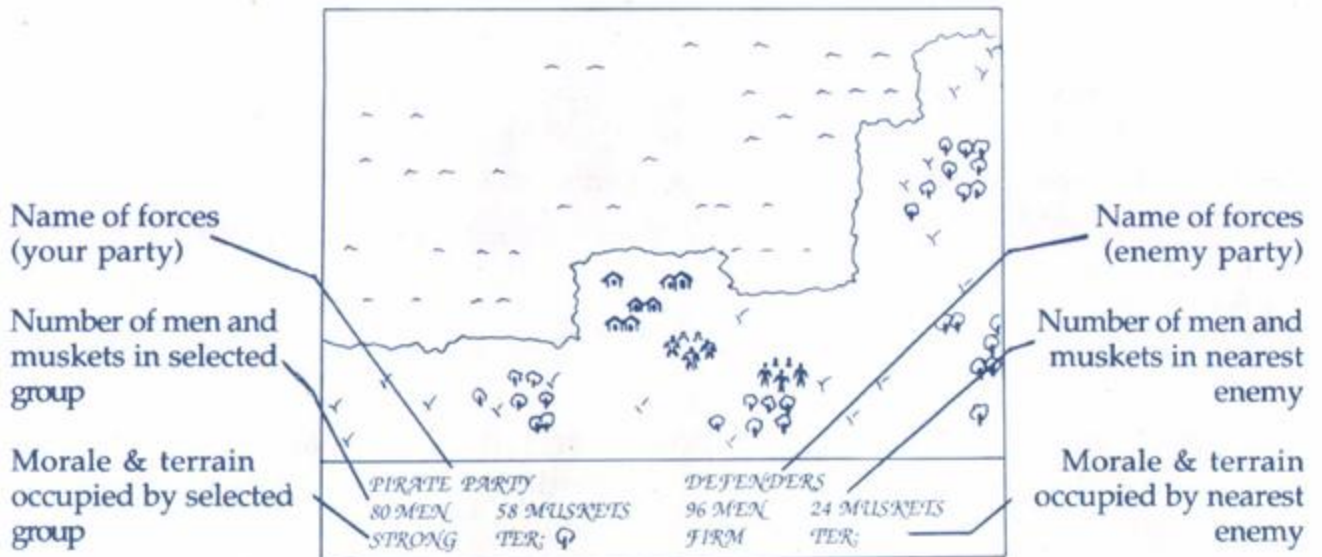 Name of forces
(your party)
Number of men and
muskets in selected
group
Morale & terrain
occupied by selected
group
PIRATE PARTY
80 MEN 58 MUSKETS
STRONG TER:
DEFENDERS
96 MEN 24 MUSKETS
FIRM TER:
Name of forces
(enemy party)
Number of men and
muskets in nearest
enemy
Morale & terrain
occupied by nearest
enemy